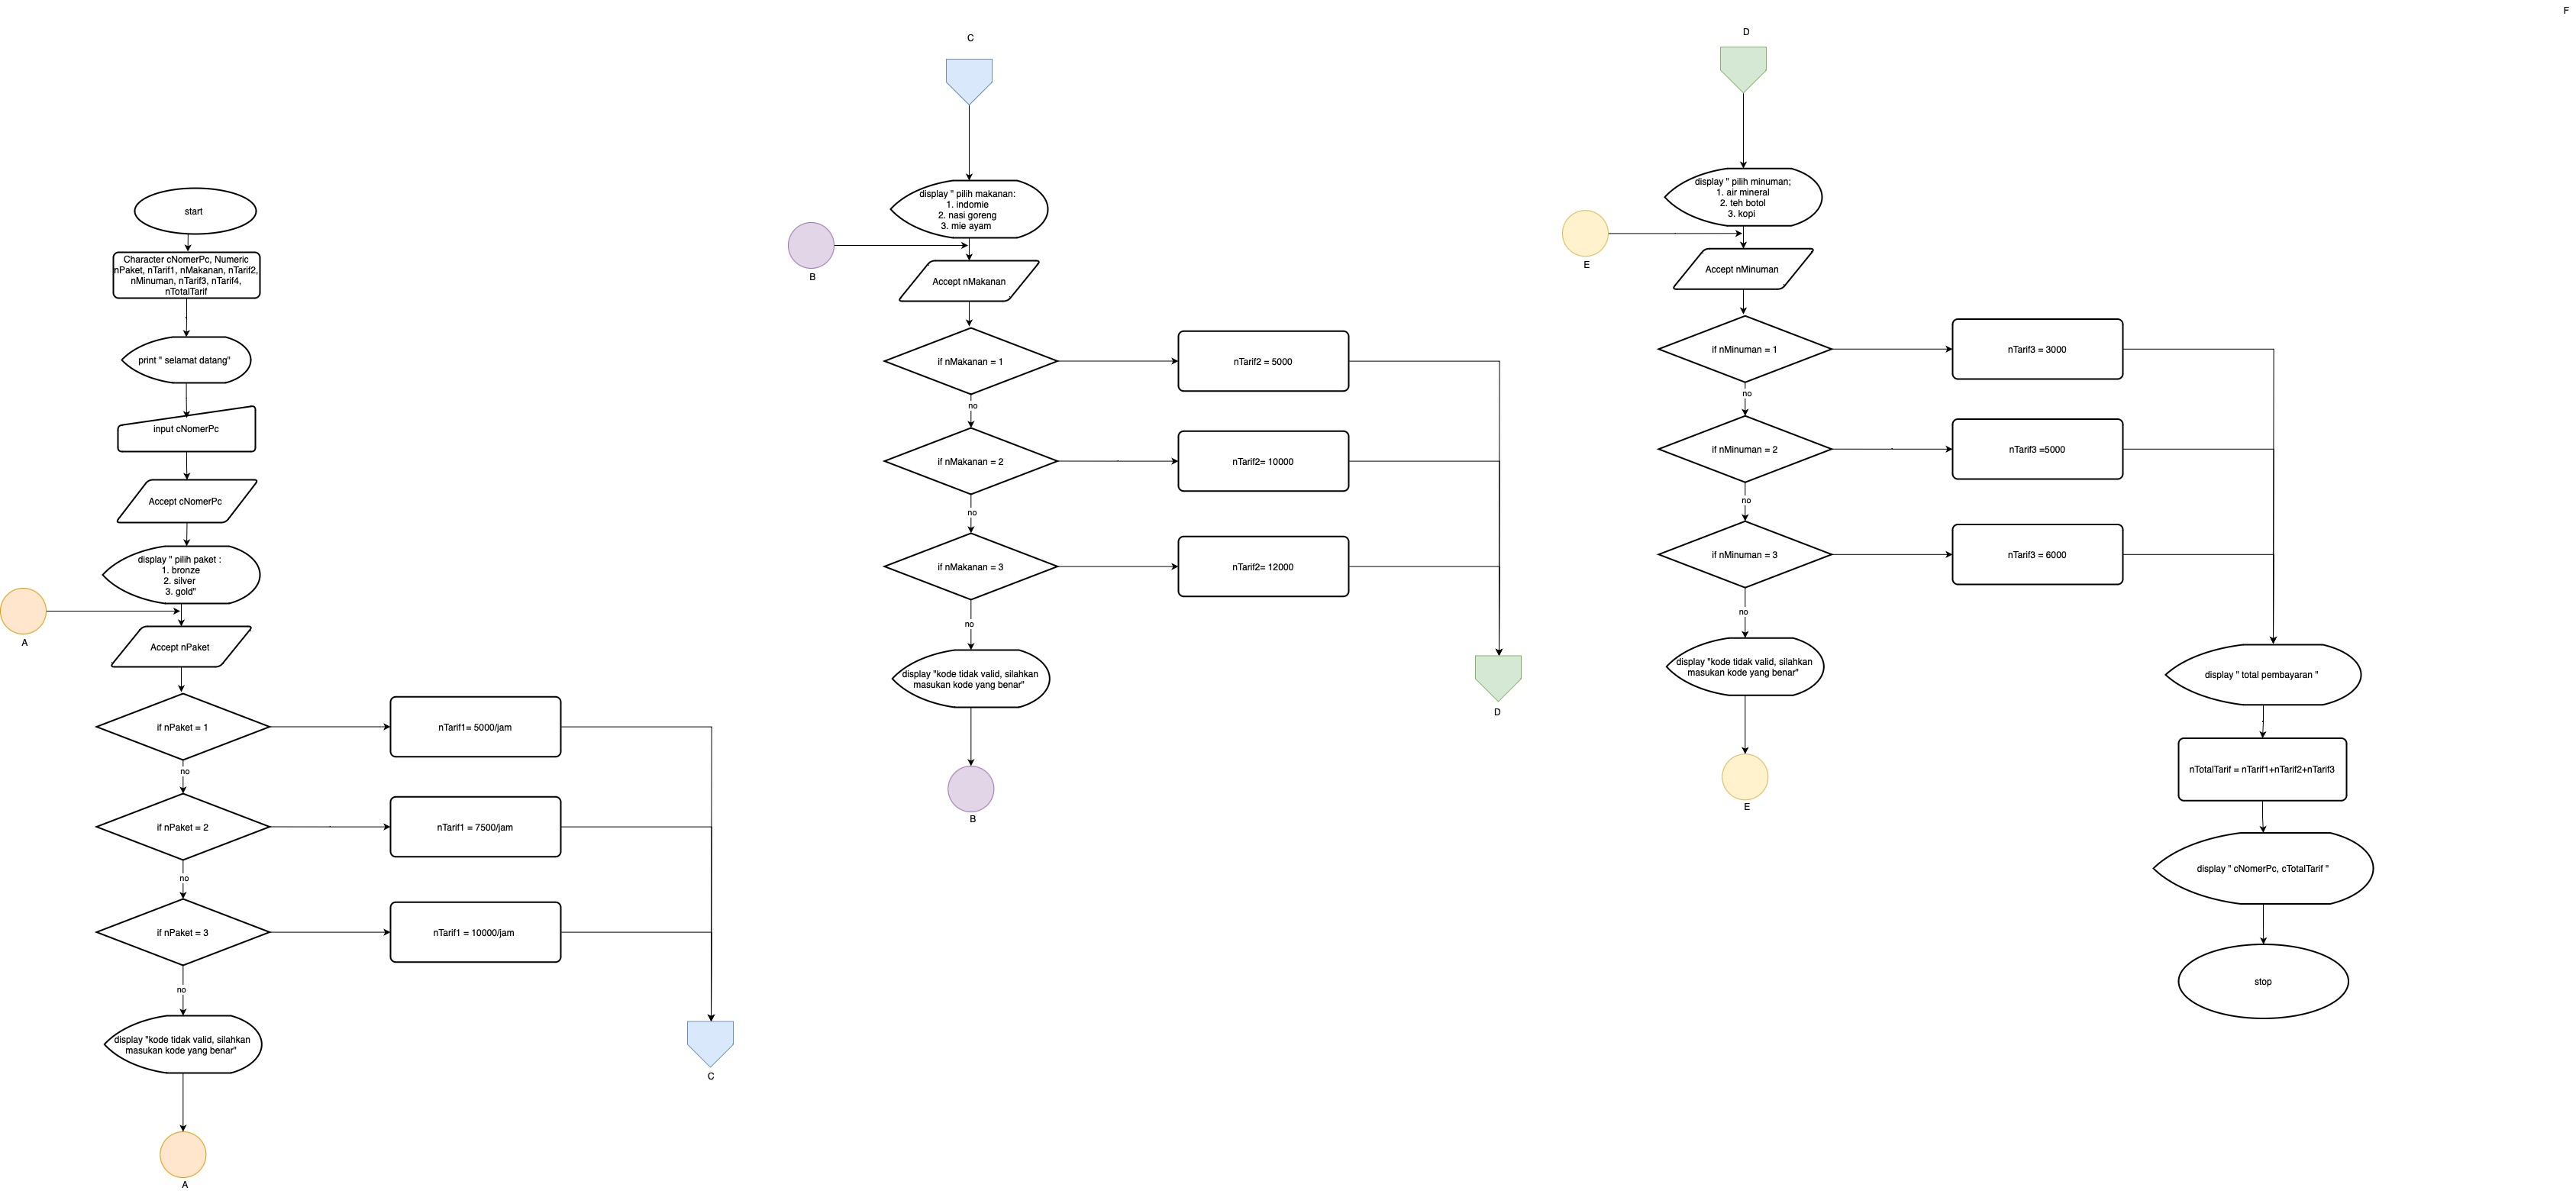 start
Character cNomerPc, Numeric
nPaket, nTarif1, nMakanan, nTarif2,
nMinuman, nTarif3, nTarif4,
nTotalTarif
print " selamat datang"
input cNomerPc
Accept cNomerPc
display " pilih paket :
1. bronze
2. silver
3. gold"
A
Accept nPaket
if nPaket = 1
nTarif1= 5000/jam
no
if nPaket = 2
nTarif1 = 7500/jam
no
if nPaket = 3
nTarif1 = 10000/jam
no
display "kode tidak valid, silahkan
masukan kode yang benar"
C
A
C
display " pilih makanan:
1. indomie
2. nasi goreng
3. mie ayam
B
Accept nMakanan
if nMakanan = 1
nTarif2 = 5000
no
if nMakanan = 2
nTarif2= 10000
no
if nMakanan = 3
nTarif2= 12000
no
display "kode tidak valid, silahkan
masukan kode yang benar"
D
B
D
display " pilih minuman;
1. air mineral
2. teh botol
3. kopi
E
Accept nMinuman
if nMinuman = 1
nTarif3 = 3000
no
if nMinuman = 2
nTarif3 =5000
no
if nMinuman = 3
nTarif3 = 6000
no
display "kode tidak valid, silahkan
masukan kode yang benar"
E
display " total pembayaran "
nTotalTarif = nTarif1+nTarif2+nTarif3
display " cNomerPc, cTotalTarif "
stop
F